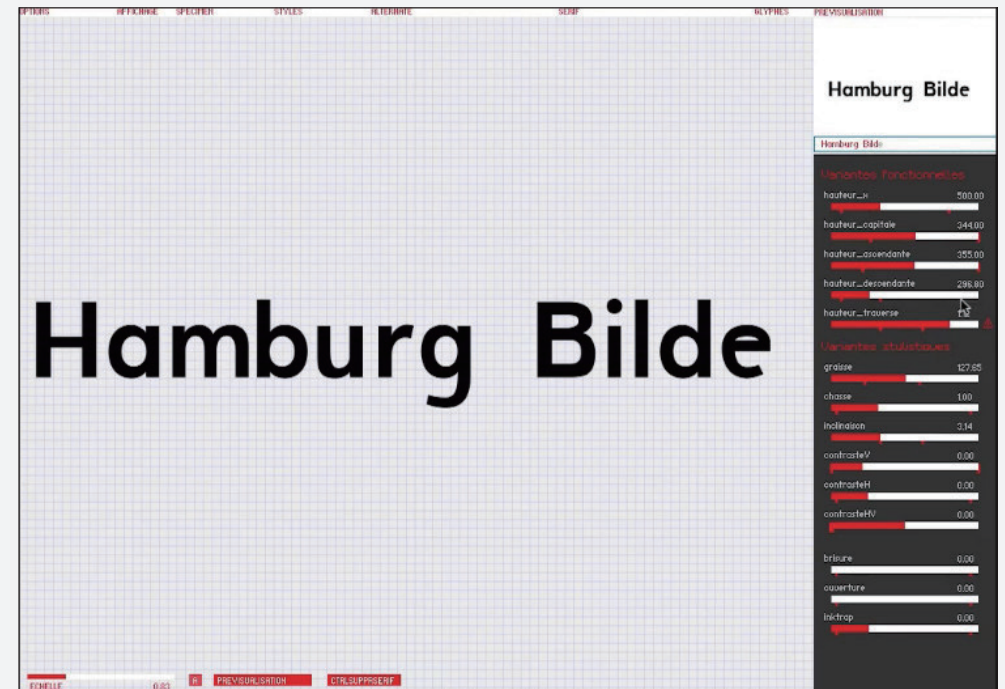 OPTIONS AFFICHAGE SPECIMEN STYLES ALTERNATE SERIF GLYPHES PREVISUALISATION
Hamburg Bilde
Hamburg Bilde
Variantes fonctionnelles
hauteur_x 500.00
hauteur_capitale 344.00
hauteur_ascendante 355.00
hauteur_descendante 298.80
hauteur_traverse
Hamburg Bilde
Variantes stylistiques
graisse 127.65
chasse 1.00
inclinaison 3.14
contrasteV 0.00
contrasteH 0.00
contrasteHV 0.00
brisure 0.00
ouverture 0.00
inktrap 0.00
ECHELLE 0.83 R PREVISUALISATION CTRLSUPPRSERIF